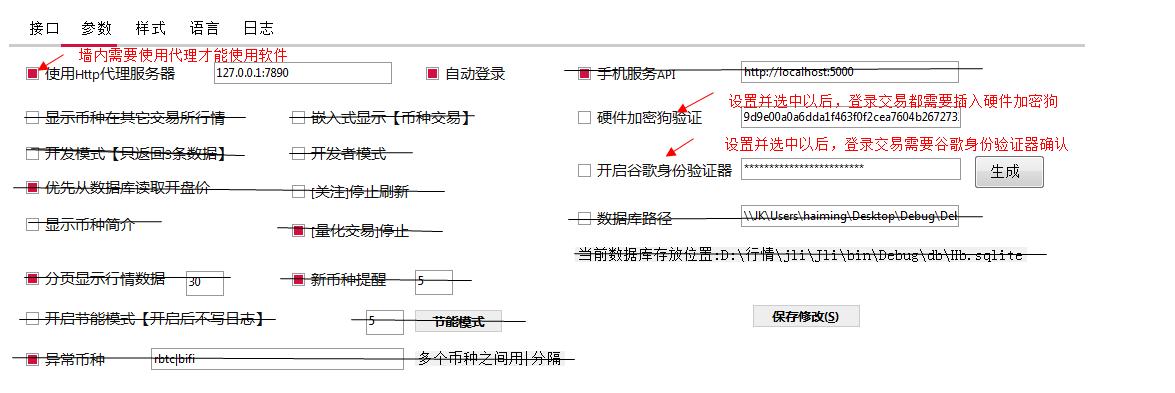 接口 参数 样式 语言 日志
墙内需要使用代理才能使用软件
使用Http代理服务器 127.0.0.1:7890 自动登录 手机服务API http://localhost:5000
设置并选中以后，登录交易都需要插入硬件加密狗
显示币种在其它交易所行情 嵌入式显示【币种交易】 硬件加密狗验证 9d9e00a0a6dda1f463f0f2cea7604b267273
设置并选中以后，登录交易需要谷歌身份验证器确认
开发模式【只返回3条数据】 开发者模式 开启谷歌身份验证器 ************************ 生成
优先从数据库读取开盘价 [关注]停止刷新
显示币种简介 [量化交易]停止 数据库路径 \\JK\Users\haiming\Desktop\Debug\Del
当前数据库存放位置:D:\行情\jli\Jli\bin\Debug\db\Hb.sqlite
分页显示行情数据 30 新币种提醒 5
开启节能模式【开启后不写日志】 5 节能模式 保存修改(S)
异常币种 rbtc|bifi 多个币种之间用|分隔